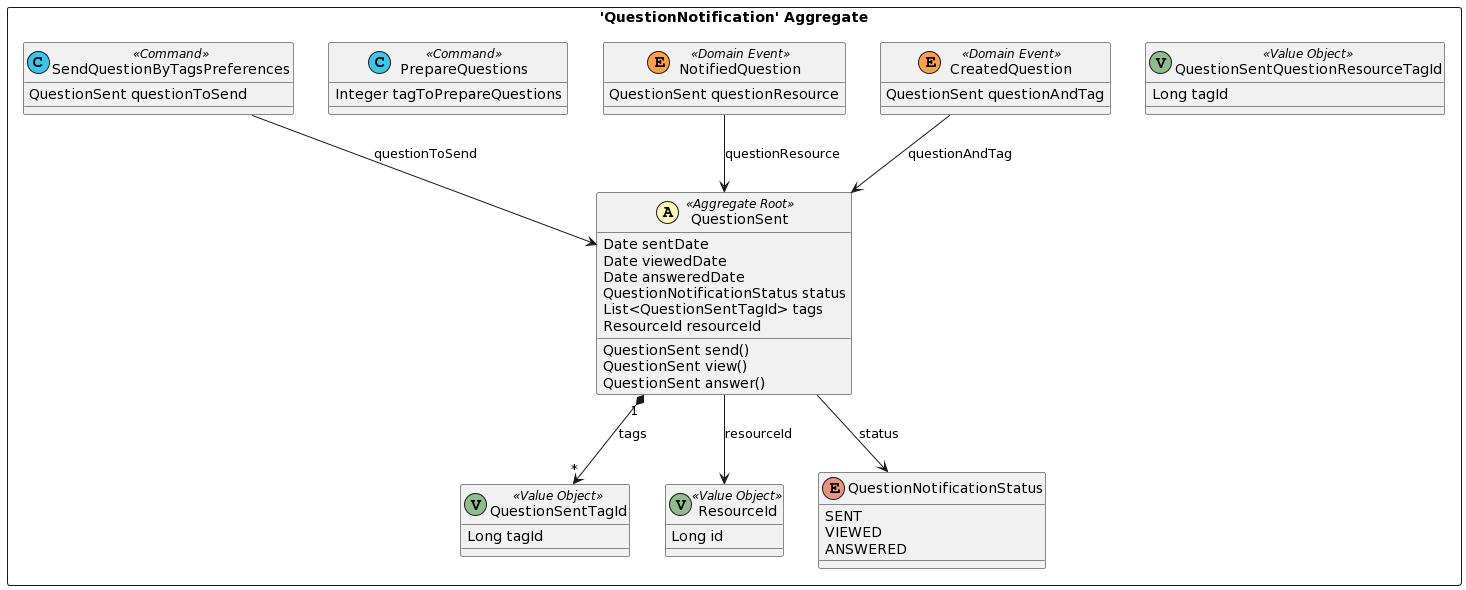 'QuestionNotification' Aggregate
C
«Command»
SendQuestionByTagsPreferences
QuestionSent questionToSend
C
«Command»
PrepareQuestions
Integer tagToPrepareQuestions
E
«Domain Event»
NotifiedQuestion
QuestionSent questionResource
E
«Domain Event»
CreatedQuestion
QuestionSent questionAndTag
V
«Value Object»
QuestionSentQuestionResourceTagId
Long tagId
questionToSend
questionResource
questionAndTag
A
«Aggregate Root»
QuestionSent
Date sentDate
Date viewedDate
Date answeredDate
QuestionNotificationStatus status
List<QuestionSentTagId> tags
ResourceId resourceId
QuestionSent send()
QuestionSent view()
QuestionSent answer()
1
tags
*
resourceId
status
V
«Value Object»
QuestionSentTagId
Long tagId
V
«Value Object»
ResourceId
Long id
E
QuestionNotificationStatus
SENT
VIEWED
ANSWERED